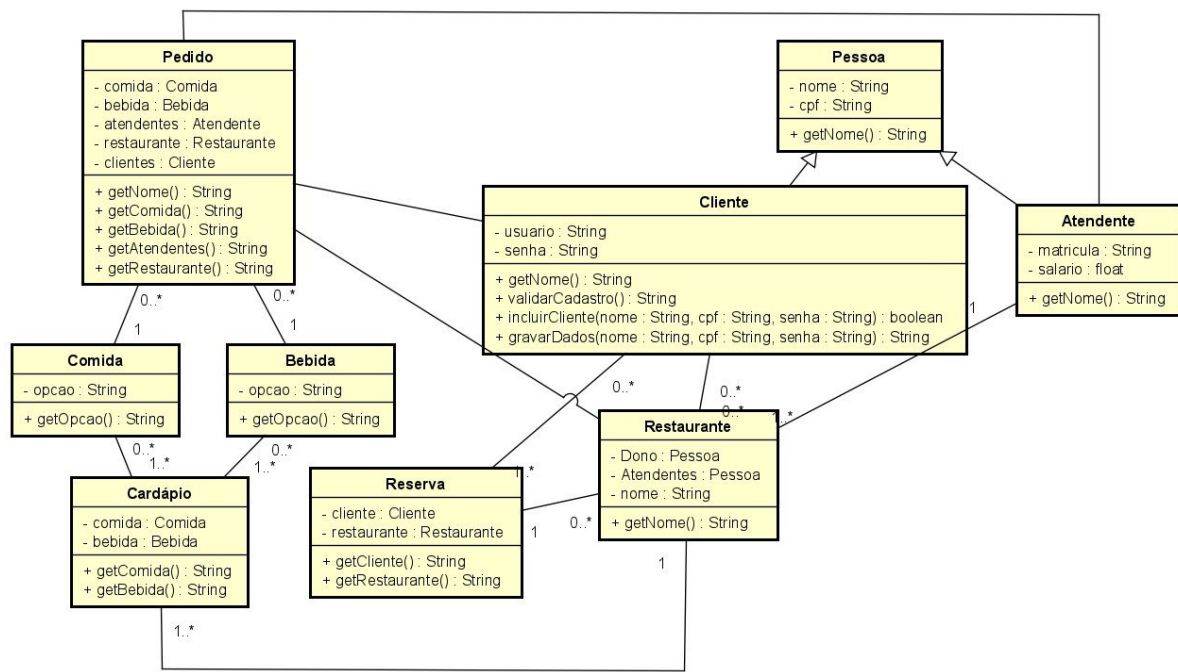 Pedido
- comida : Comida
- bebida : Bebida
- atendentes : Atendente
- restaurante : Restaurante
- clientes : Cliente
+ getNome() : String
+ getComida() : String
+ getBebida() : String
+ getAtendentes() : String
+ getRestaurante() : String
Pessoa
- nome : String
- cpf : String
+ getNome() : String
Cliente
- usuario : String
- senha : String
+ getNome() : String
+ validarCadastro() : String
+ incluirCliente(nome : String, cpf : String, senha : String) : boolean
+ gravarDados(nome : String, cpf : String, senha : String) : String
Atendente
- matricula : String
- salario : float
+ getNome() : String
0..*
0..*
1
1
1
Comida
- opcao : String
+ getOpcao() : String
Bebida
- opcao : String
+ getOpcao() : String
0..*
0..*
0..*
1..*
Restaurante
- Dono : Pessoa
- Atendentes : Pessoa
- nome : String
+ getNome() : String
0..*
0..*
1..*
1..*
1..*
Cardápio
- comida : Comida
- bebida : Bebida
+ getComida() : String
+ getBebida() : String
Reserva
- cliente : Cliente
- restaurante : Restaurante
+ getCliente() : String
+ getRestaurante() : String
1
0..*
1
1..*